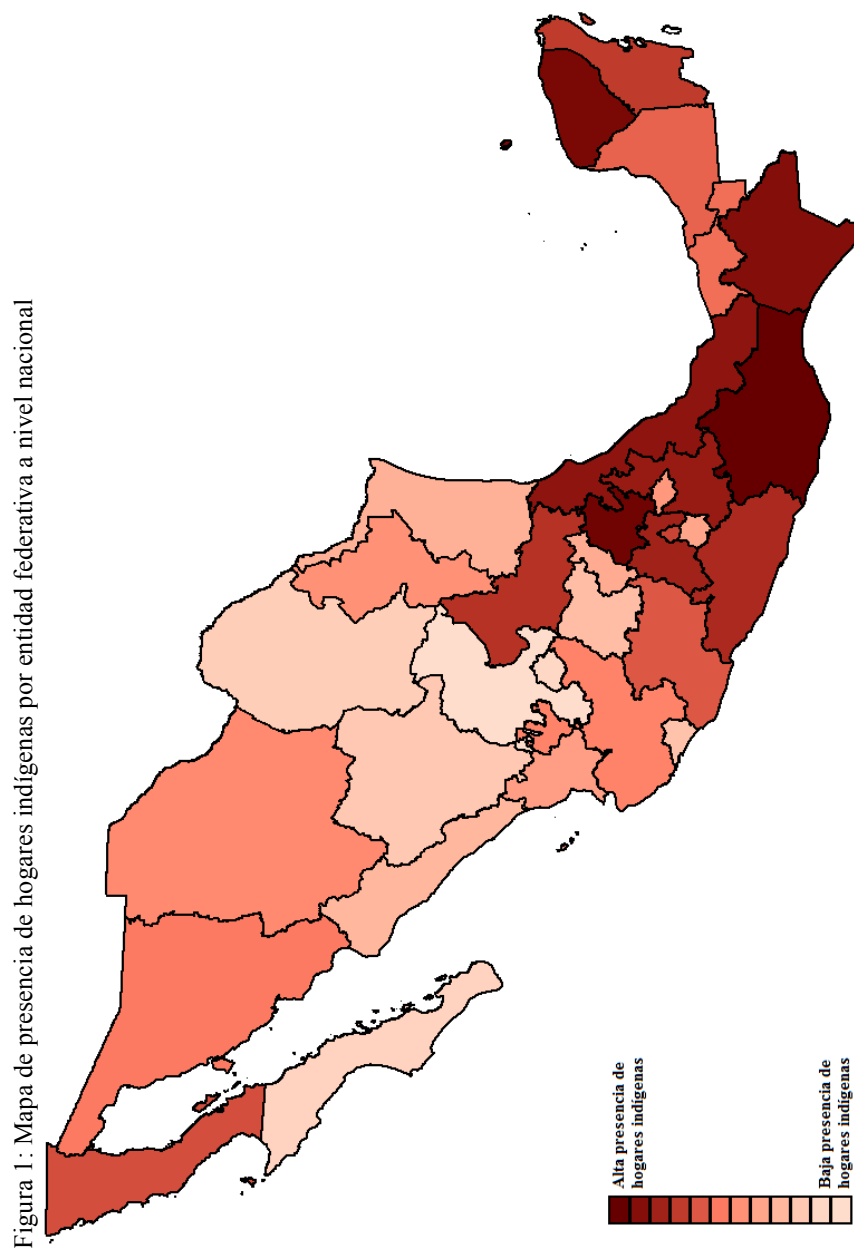 Figura 1: Mapa de presencia de hogares indígenas por entidad federativa a nivel nacional
Alta presencia de
hogares indígenas
Baja presencia de
hogares indígenas